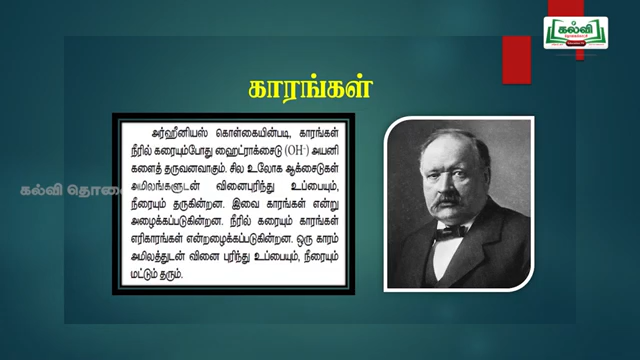 கல்வி
காரங்கள்
அர்ஹீனியஸ் கொள்கையின்படி, காரங்கள்
நீரில் கரையும்போது ஹைட்ராக்சைடு (OH⁻) அயனி
களைத் தருவனவாகும். சில உலோக ஆக்சைடுகள்
கல்வி தொலை
அமிலங்களுடன் வினைபுரிந்து உப்பையும்,
நீரையும் தருகின்றன. இவை காரங்கள் என்று
அழைக்கப்படுகின்றன. நீரில் கரையும் காரங்கள்
எரிகாரங்கள் என்றழைக்கப்படுகின்றன. ஒரு காரம்
அமிலத்துடன் வினை புரிந்து உப்பையும், நீரையும்
மட்டும் தரும்.